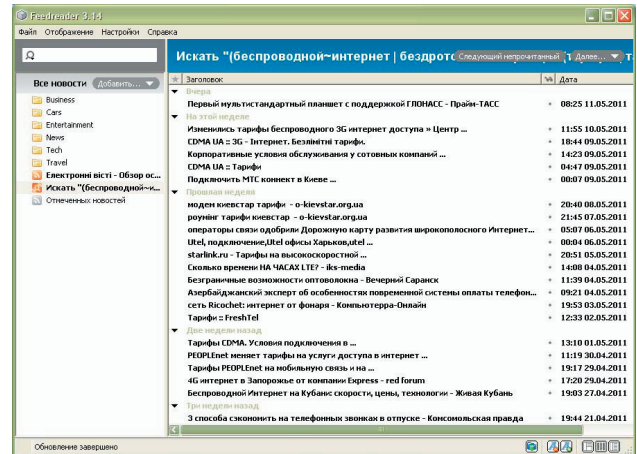 Feedreader 3.14
Файл Отображение Настройки Справка
Искать "(беспроводной~интернет | бездротс Следующий непрочитанный (т Далее...
Все новости Добавить...
Заголовок Дата
Business
Cars
Entertainment
News
Tech
Travel
Електронні вісті - Обзор ос...
Искать "(беспроводной~и...
Отмеченных новостей
Вчера
Первый мультистандартный планшет с поддержкой ГЛОНАСС - Прайм-ТАСС 08:25 11.05.2011
На этой неделе
Изменились тарифы беспроводного 3G интернет доступа » Центр ... 11:55 10.05.2011
CDMA UA :: 3G - Інтернет. Безлімітні тарифи. 18:44 09.05.2011
Корпоративные условия обслуживания у сотовых компаний ... 14:23 09.05.2011
CDMA UA :: Тарифи 04:47 09.05.2011
Подключить МТС коннект в Киеве ... 00:07 09.05.2011
Прошлая неделя
модем киевстар тарифи - o-kievstar.org.ua 20:40 08.05.2011
роумінг тарифи киевстар - o-kievstar.org.ua 21:45 07.05.2011
операторы связи одобрили Дорожную карту развития широкополосного Интернет... 05:07 06.05.2011
Utel, подключение,Utel офисы Харьков,utel ... 00:04 06.05.2011
starlink.ru - Тарифы на высокоскоростной ... 20:51 05.05.2011
Сколько времени НА ЧАСАХ LTE? - iks-media 14:08 04.05.2011
Безграничные возможности оптоволокна - Вечерний Саранск 11:39 04.05.2011
Азербайджанский эксперт об особенностях повременной системы оплаты телефон... 09:21 04.05.2011
сеть Ricochet: интернет от фонаря - Компьютерра-Онлайн 19:53 03.05.2011
Тарифи :: FreshTel 12:33 02.05.2011
Две недели назад
Тарифы CDMA. Условия подключения в ... 13:10 01.05.2011
PEOPLEnet меняет тарифы на услуги доступа в интернет ... 11:19 30.04.2011
Тарифы PEOPLEnet на мобильную связь и на ... 19:17 29.04.2011
4G интернет в Запорожье от компании Express - red forum 17:20 29.04.2011
Беспроводной Интернет на Кубани: скорости, цены, технологии - Живая Кубань 19:03 27.04.2011
Три недели назад
3 способа сэкономить на телефонных звонках в отпуске - Комсомольская правда 19:44 21.04.2011
Обновление завершено